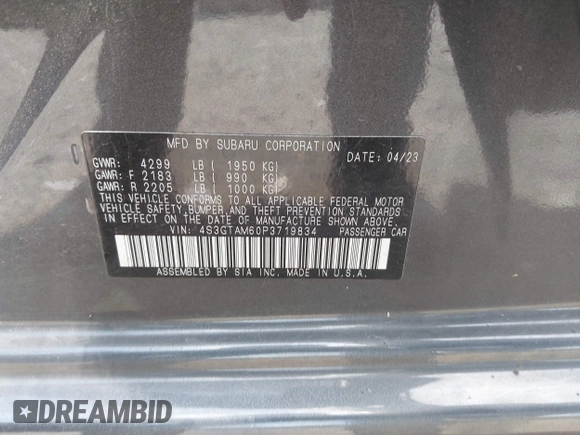 MFD BY SUBARU CORPORATION
GVWR: 4299 LB ( 1950 KG) DATE: 04/23
GAWR: F 2183 LB ( 990 KG)
GAWR: R 2205 LB ( 1000 KG)
THIS VEHICLE CONFORMS TO ALL APPLICABLE FEDERAL MOTOR
VEHICLE SAFETY,BUMPER,AND THEFT PREVENTION STANDARDS
IN EFFECT ON THE DATE OF MANUFACTURE SHOWN ABOVE.
VIN: 4S3GTAM60P3719834 PASSENGER CAR
ASSEMBLED BY SIA INC. MADE IN U.S.A.
DREAMBID